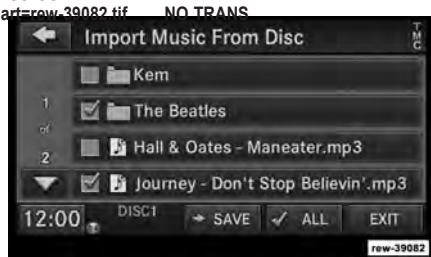 art=rew-39082.tif NO TRANS
Import Music From Disc
TMC
Kem
1
The Beatles
of
Hall & Oates - Maneater.mp3
2
Journey - Don't Stop Believin'.mp3
12:00 DISC1 SAVE ALL EXIT
rew-39082